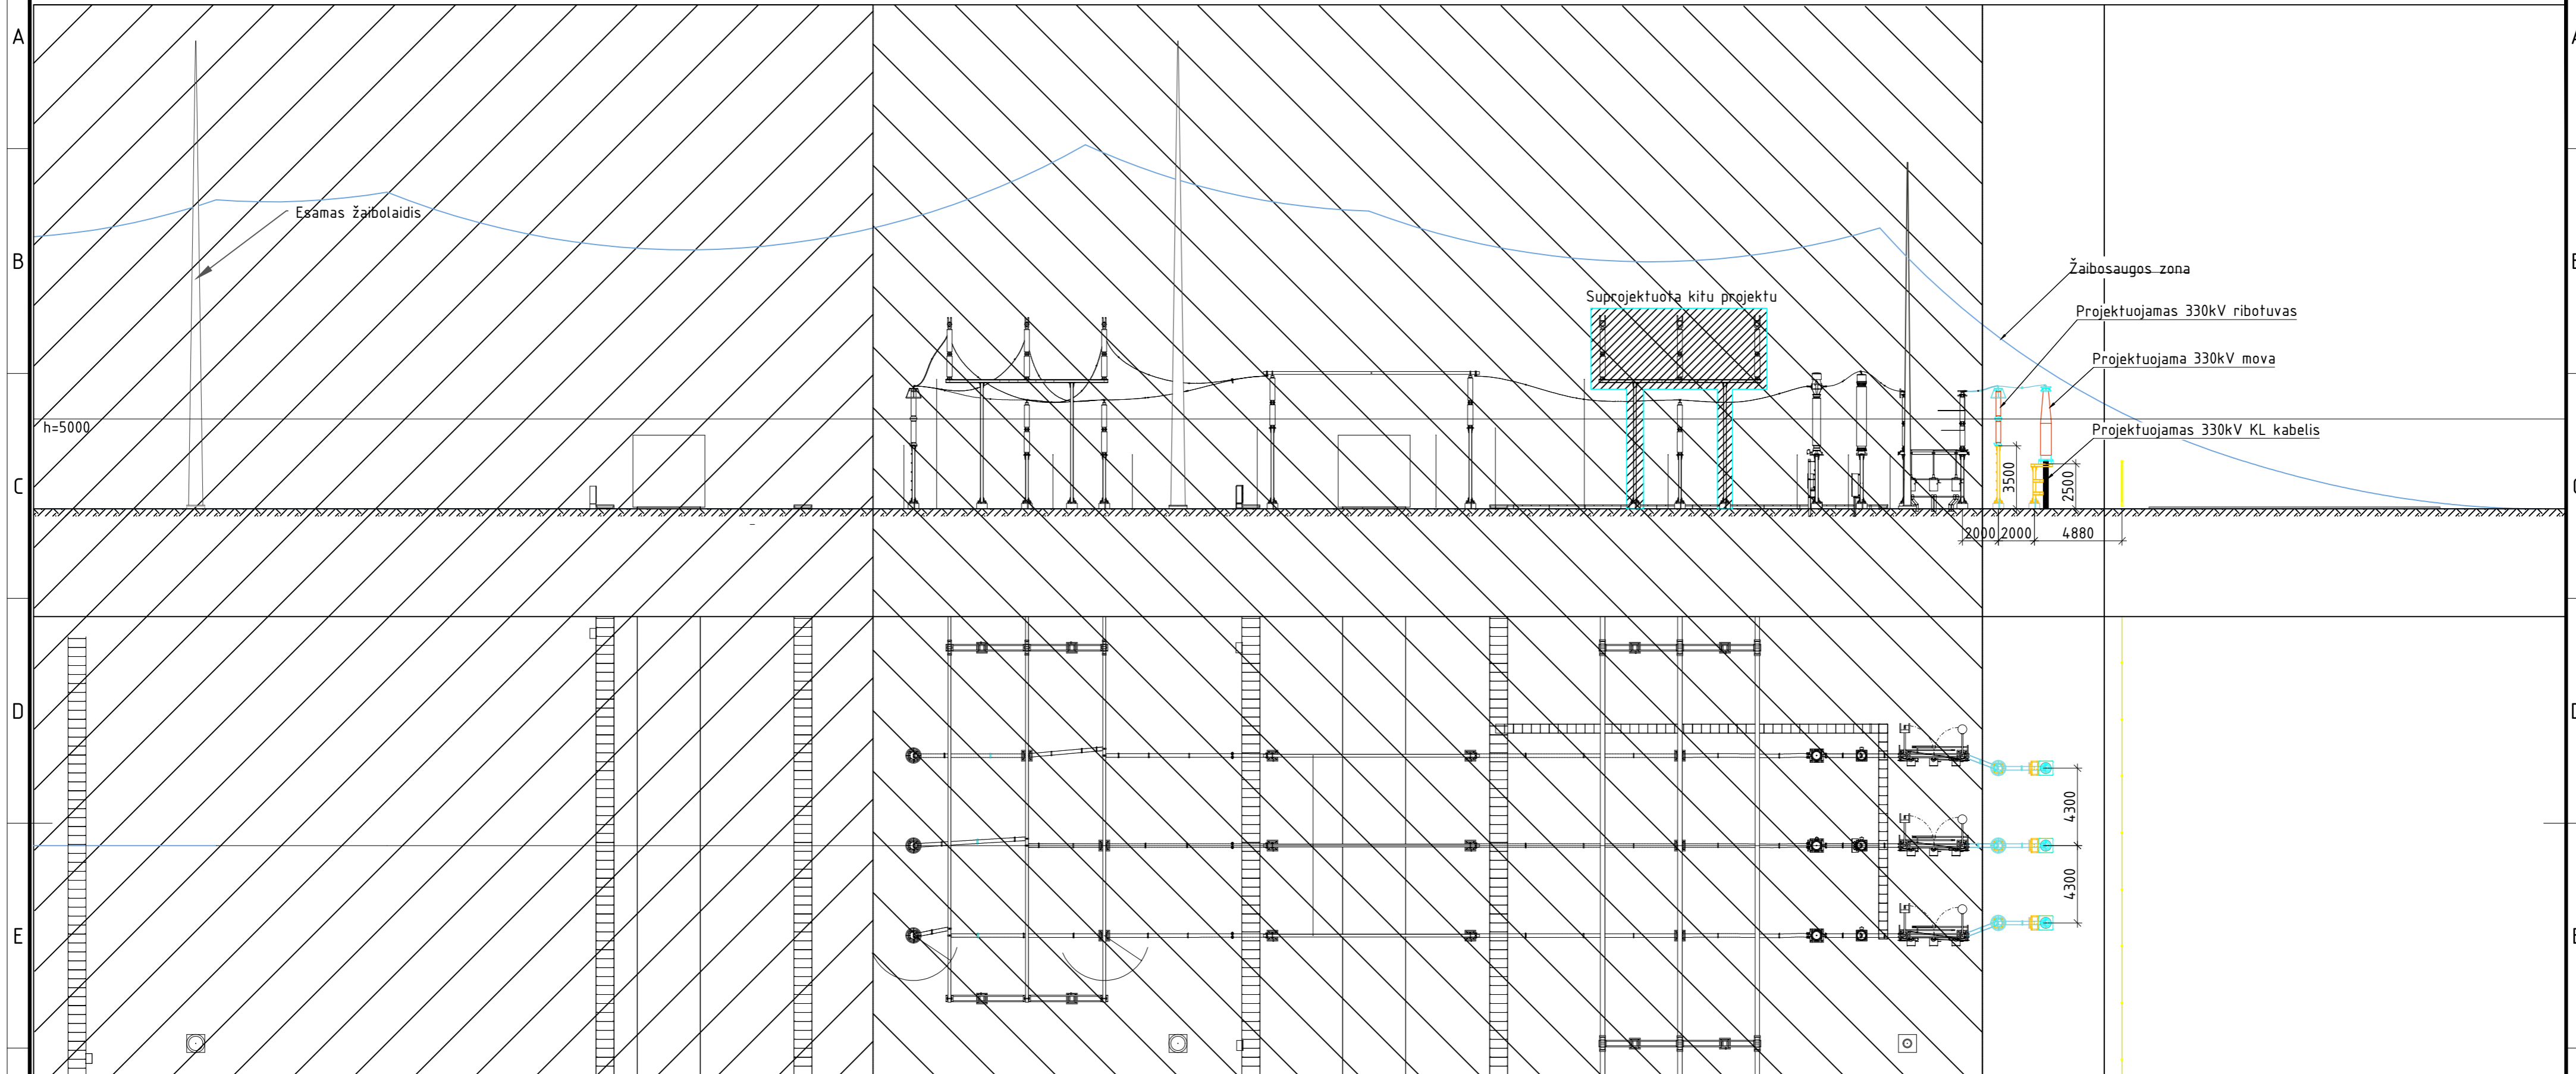 A
A
Esamas žaibolaidis
B
B
Žaibosaugos zona
Suprojektuota kitu projektu
Projektuojamas 330kV ribotuvas
Projektuojama 330kV mova
h=5000
Projektuojamas 330kV KL kabelis
3500
2500
C
C
2000
2000
4880
D
D
4300
4300
E
E